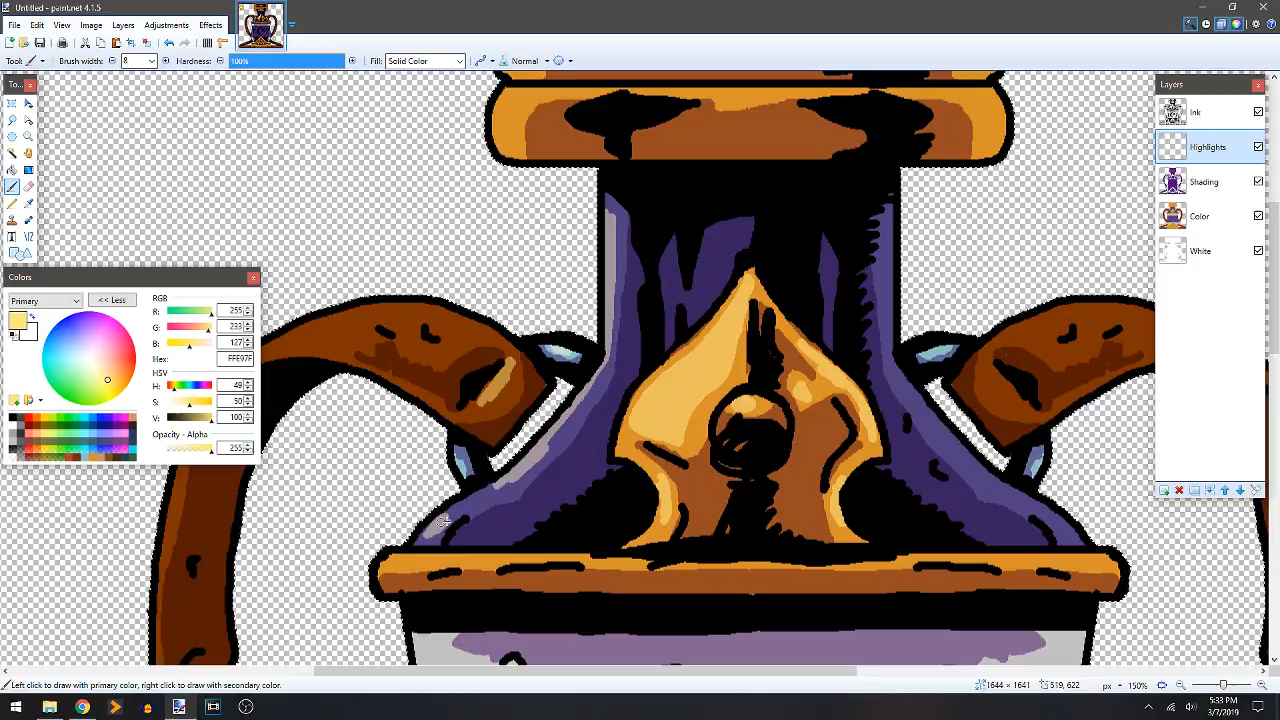 Untitled - paint.net 4.1.5
File Edit View Image Layers Adjustments Effects
Tool: Brush width: 8 Hardness: 100% Fill: Solid Color Normal
To...
Layers
Ink
Highlights
Shading
Color
White
Colors
Primary << Less RGB
R: 255
G: 233
B: 127
Hex: FFE97F
HSV
H: 49
S: 50
V: 100
Opacity - Alpha
255
Left click to draw with primary color, right click to draw with secondary color. 1644 × 1641 519, 622 px 150%
5:33 PM
3/7/2019